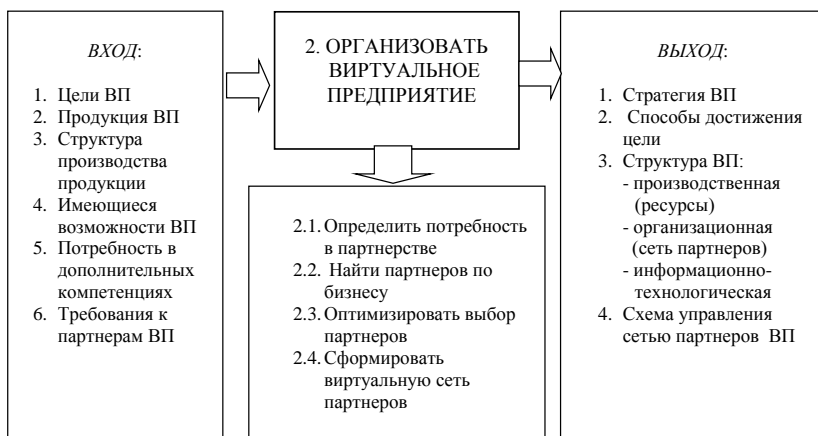 ВХОД:
1. Цели ВП
2. Продукция ВП
3. Структура
производства
продукции
4. Имеющиеся
возможности ВП
5. Потребность в
дополнительных
компетенциях
6. Требования к
партнерам ВП
2. ОРГАНИЗОВАТЬ
ВИРТУАЛЬНОЕ
ПРЕДПРИЯТИЕ
2.1. Определить потребность
в партнерстве
2.2. Найти партнеров по
бизнесу
2.3. Оптимизировать выбор
партнеров
2.4. Сформировать
виртуальную сеть
партнеров
ВЫХОД:
1. Стратегия ВП
2. Способы достижения
цели
3. Структура ВП:
- производственная
(ресурсы)
- организационная
(сеть партнеров)
- информационно-
технологическая
4. Схема управления
сетью партнеров ВП